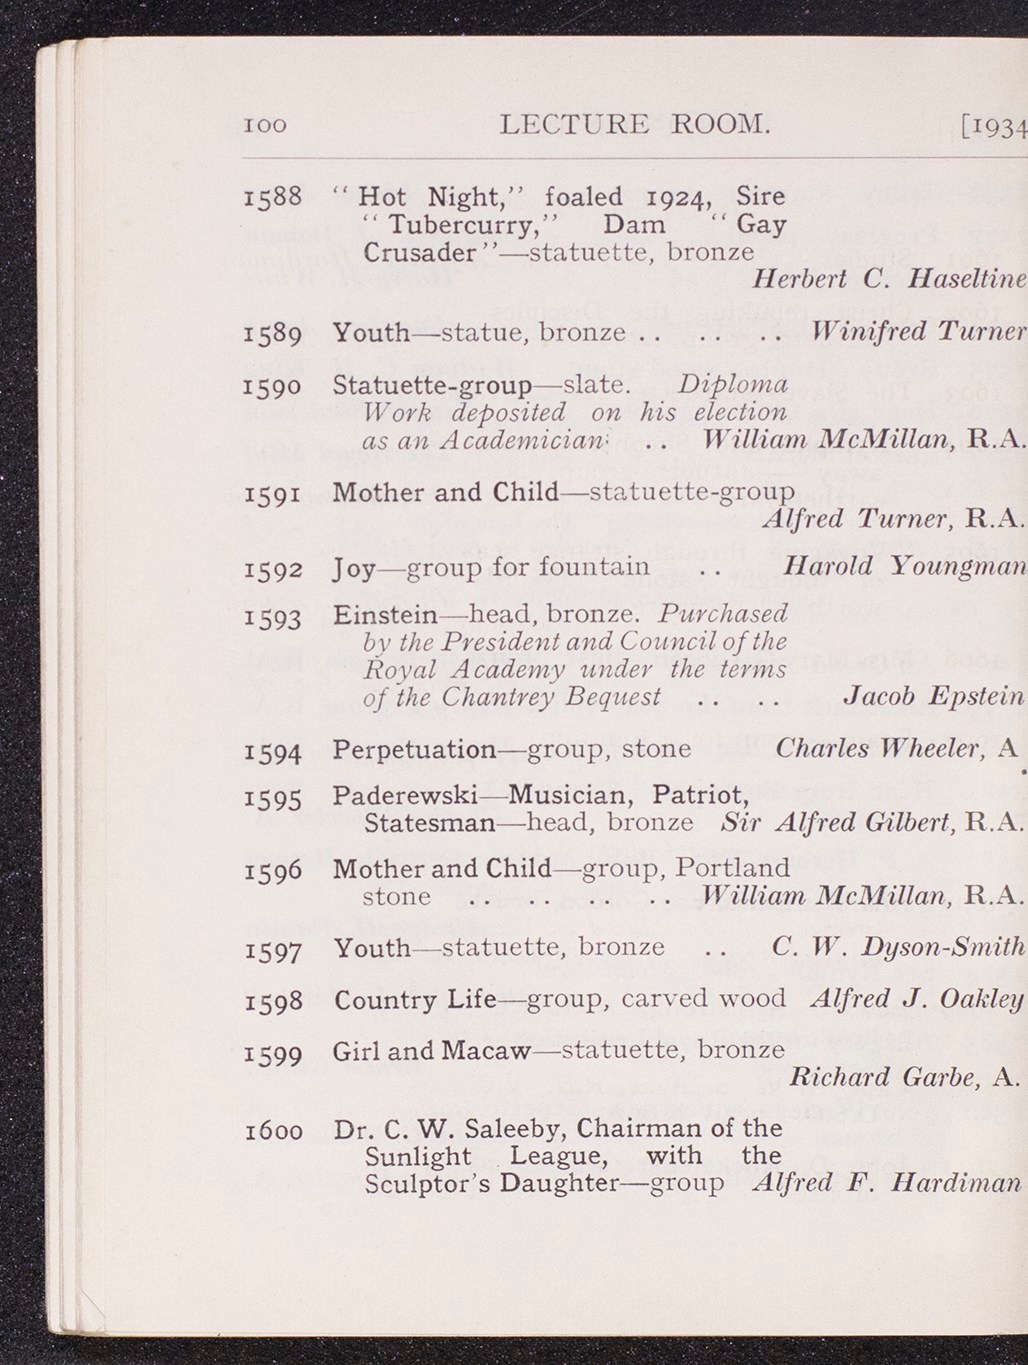 100 LECTURE ROOM. [1934
1588 “Hot Night,” foaled 1924, Sire
“Tubercurry,” Dam “Gay
Crusader”—statuette, bronze
Herbert C. Haseltine
1589 Youth—statue, bronze .. .. .. Winifred Turner
1590 Statuette-group—slate. Diploma
Work deposited on his election
as an Academician: .. William McMillan, R.A.
1591 Mother and Child—statuette-group
Alfred Turner, R.A.
1592 Joy—group for fountain .. Harold Youngman
1593 Einstein—head, bronze. Purchased
by the President and Council of the
Royal Academy under the terms
of the Chantrey Bequest .. .. Jacob Epstein
1594 Perpetuation—group, stone Charles Wheeler, A.
1595 Paderewski—Musician, Patriot,
Statesman—head, bronze Sir Alfred Gilbert, R.A.
1596 Mother and Child—group, Portland
stone .. .. .. .. William McMillan, R.A.
1597 Youth—statuette, bronze .. C. W. Dyson-Smith
1598 Country Life—group, carved wood Alfred J. Oakley
1599 Girl and Macaw—statuette, bronze
Richard Garbe, A.
1600 Dr. C. W. Saleeby, Chairman of the
Sunlight League, with the
Sculptor's Daughter—group Alfred F. Hardiman